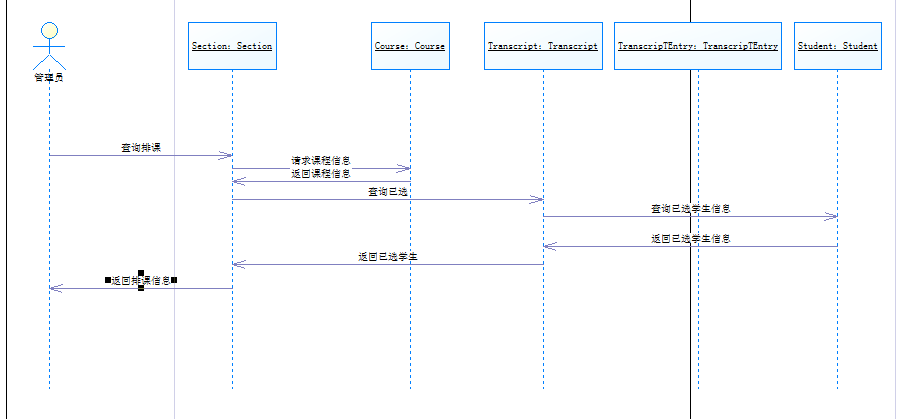 Section: Section
Course: Course
Transcript: Transcript
TranscripTEntry: TranscripTEntry
Student: Student
管理员
查询排课
请求课程信息
返回课程信息
查询已选
查询已选学生信息
返回已选学生信息
返回已选学生
返回排课信息